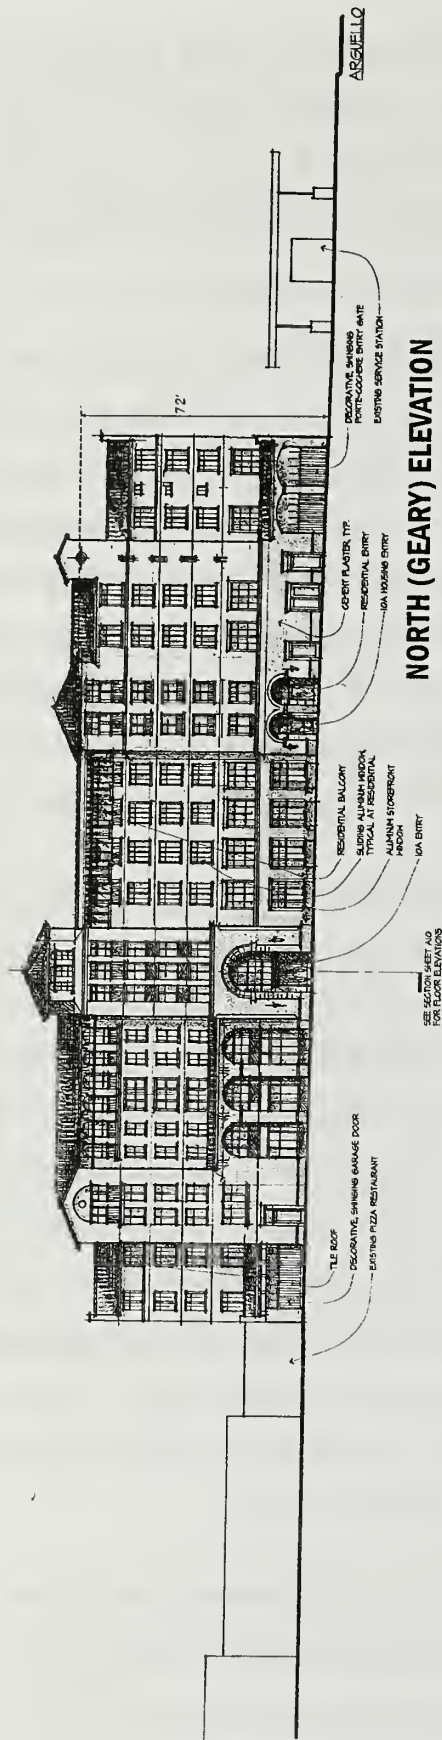 72'
ARGUELLO
TILE ROOF
DECORATIVE, SWINGING GARAGE DOOR
EXISTING PIZZA RESTAURANT
RESIDENTIAL BALCONY
SLIDING ALUMINUM WINDOW,
TYPICAL AT RESIDENTIAL
ALUMINUM STOREFRONT
WINDOW
IOA ENTRY
SEE SECTION SHEET A10
FOR FLOOR ELEVATIONS
CEMENT PLASTER, TYP.
RESIDENTIAL ENTRY
IOA HOUSING ENTRY
DECORATIVE, SWINGING
PORTE-COCHERE ENTRY GATE
EXISTING SERVICE STATION
NORTH (GEARY) ELEVATION